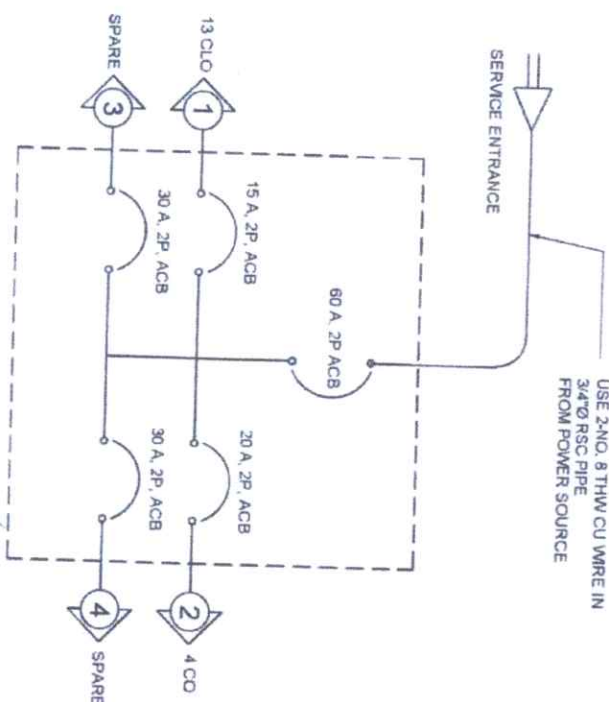 USE 2-NO. 8 THW CU WIRE IN
3/4"Ø RSC PIPE
FROM POWER SOURCE
SERVICE ENTRANCE
60 A, 2P ACB
13 CLO
1
15 A, 2P, ACB
20 A, 2P, ACB
2
4 CO
SPARE
3
30 A, 2P, ACB
30 A, 2P, ACB
4
SPARE